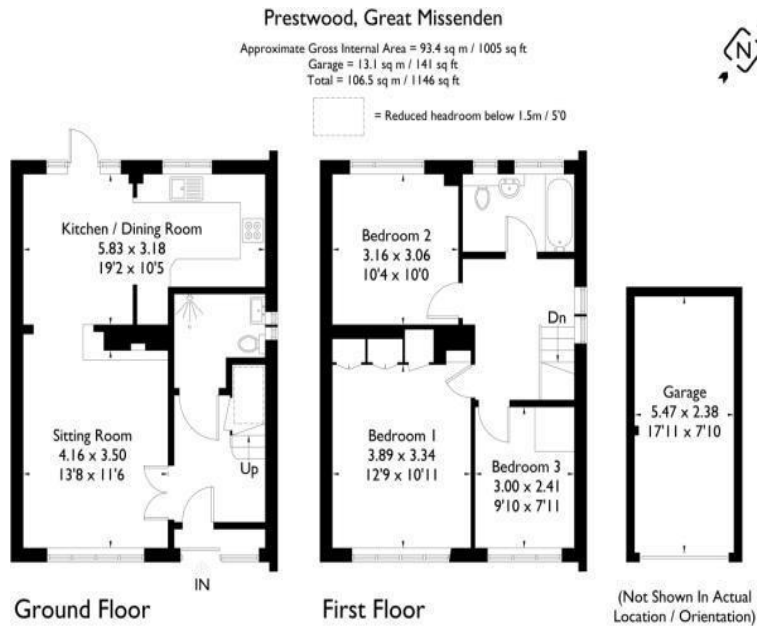 Prestwood, Great Missenden
Approximate Gross Internal Area = 93.4 sq m / 1005 sq ft
Garage = 13.1 sq m / 141 sq ft
Total = 106.5 sq m / 1146 sq ft
N
= Reduced headroom below 1.5m / 5'0
Kitchen / Dining Room
5.83 x 3.18
19'2 x 10'5
Sitting Room
4.16 x 3.50
13'8 x 11'6
Up
IN
Ground Floor
Bedroom 2
3.16 x 3.06
10'4 x 10'0
Dn
Bedroom 1
3.89 x 3.34
12'9 x 10'11
Bedroom 3
3.00 x 2.41
9'10 x 7'11
First Floor
Garage
5.47 x 2.38
17'11 x 7'10
(Not Shown In Actual
Location / Orientation)